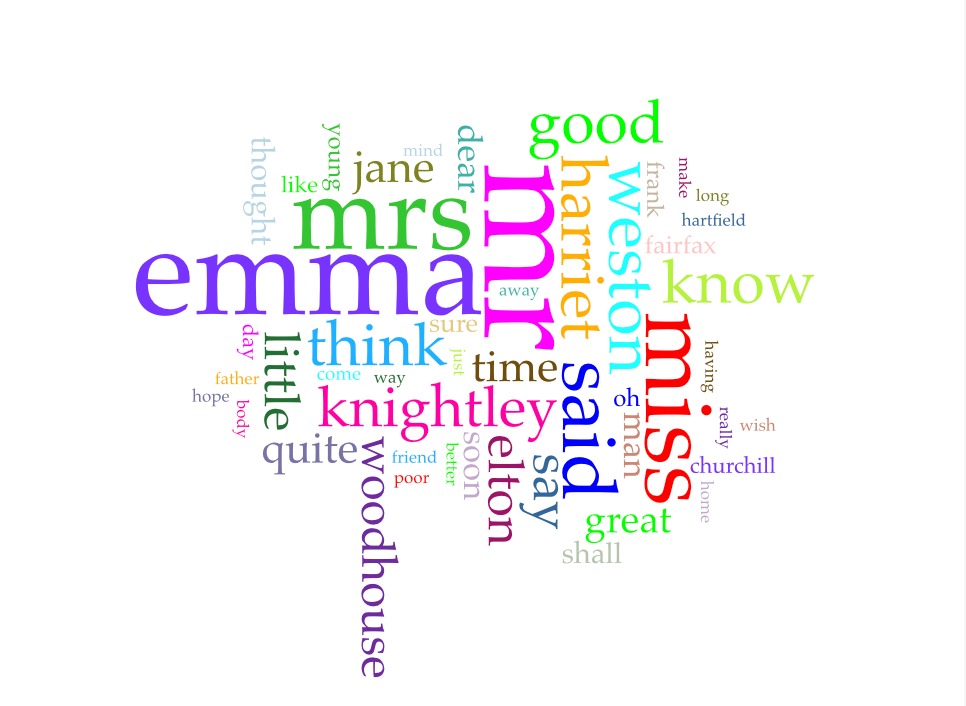 good
thought
young
mind
dear
jane
like
mrs
mr
harriet
weston
frank
make
long
hartfield
fairfax
emma
away
know
day
little
think
sure
just
time
said
miss
having
father
come
way
hope
body
knightley
oh
man
really
wish
quite
woodhouse
friend
poor
better
soon
elton
say
churchill
home
great
shall